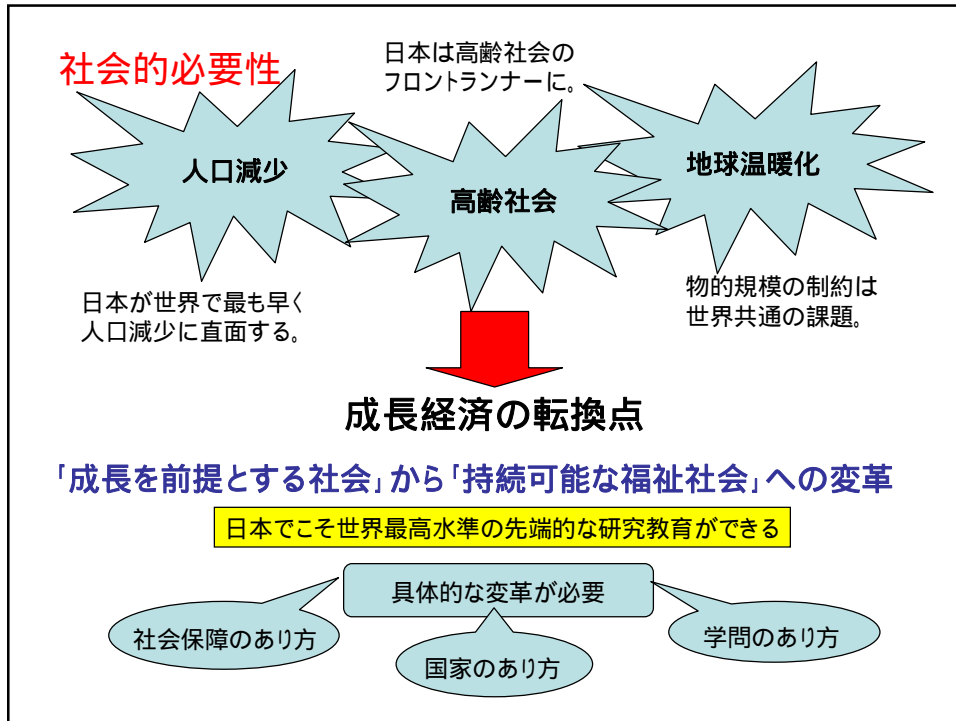 社会的必要性
日本は高齢社会の
フロントランナーに。
人口減少
高齢社会
地球温暖化
日本が世界で最も早く
人口減少に直面する。
物的規模の制約は
世界共通の課題。
成長経済の転換点
「成長を前提とする社会」から「持続可能な福祉社会」への変革
日本でこそ世界最高水準の先端的な研究教育ができる
具体的な変革が必要
社会保障のあり方
国家のあり方
学問のあり方